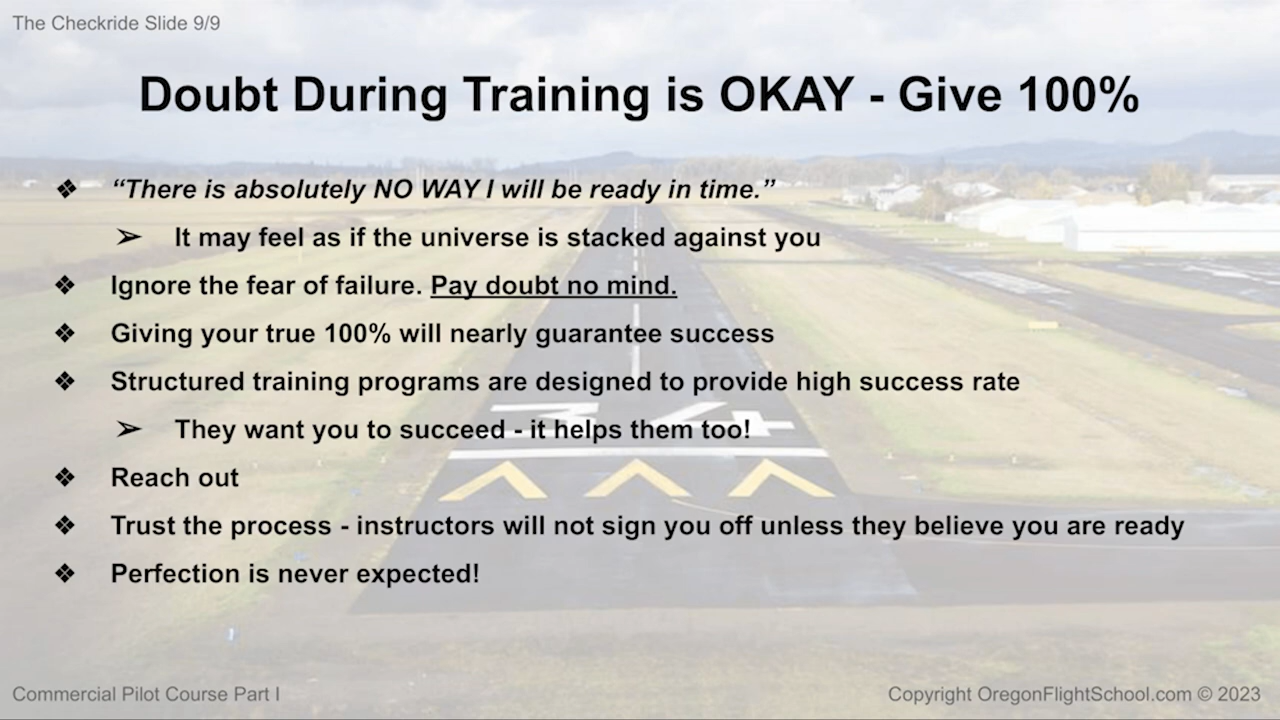 The Checkride Slide 9/9
Doubt During Training is OKAY - Give 100%
❖ “There is absolutely NO WAY I will be ready in time.”
➢ It may feel as if the universe is stacked against you
❖ Ignore the fear of failure. Pay doubt no mind.
❖ Giving your true 100% will nearly guarantee success
❖ Structured training programs are designed to provide high success rate
➢ They want you to succeed - it helps them too!
34
❖ Reach out
❖ Trust the process - instructors will not sign you off unless they believe you are ready
❖ Perfection is never expected!
Commercial Pilot Course Part I
Copyright OregonFlightSchool.com © 2023